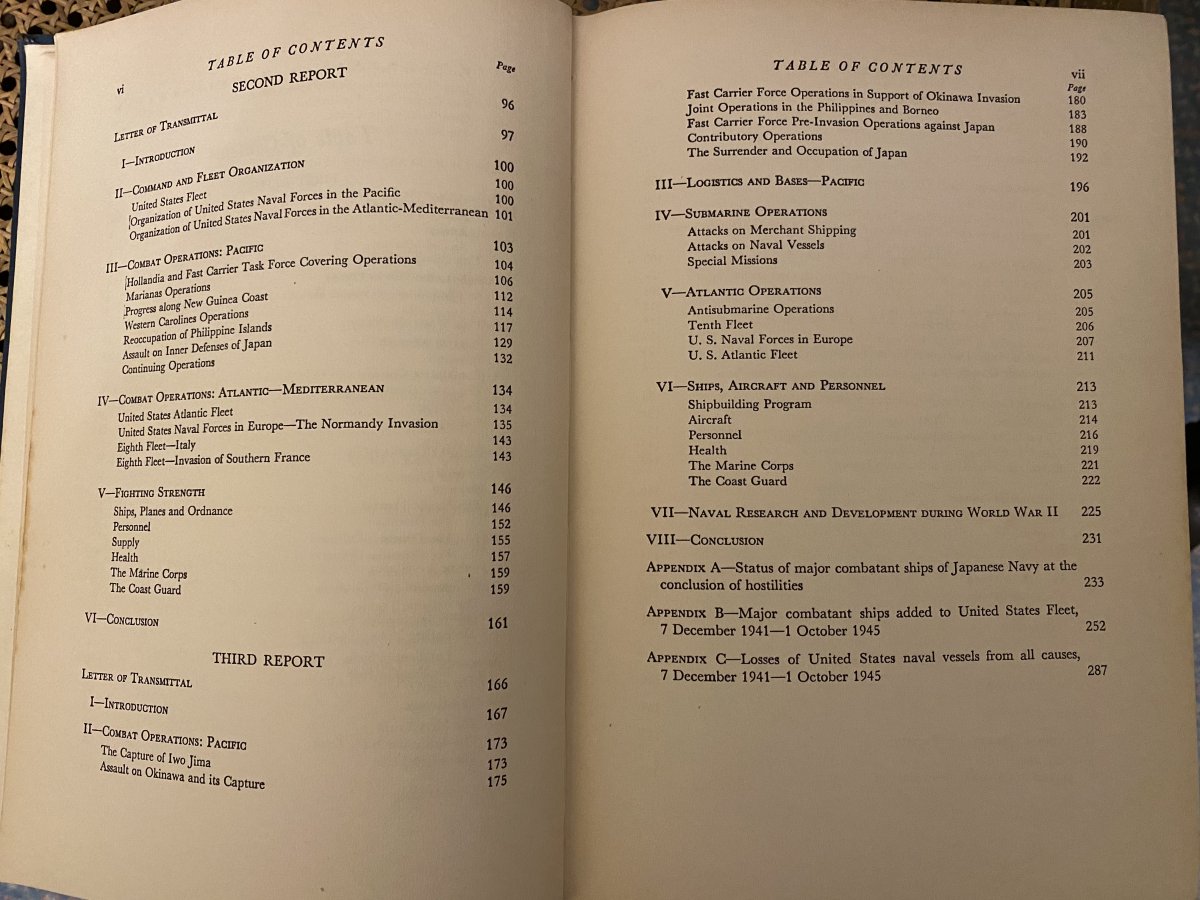 TABLE OF CONTENTS
vi
SECOND REPORT
Page
LETTER OF TRANSMITTAL 96
I—INTRODUCTION 97
II—COMMAND AND FLEET ORGANIZATION 100
United States Fleet 100
Organization of United States Naval Forces in the Pacific 100
Organization of United States Naval Forces in the Atlantic-Mediterranean 101
III—COMBAT OPERATIONS: PACIFIC 103
Hollandia and Fast Carrier Task Force Covering Operations 104
Marianas Operations 106
Progress along New Guinea Coast 112
Western Carolines Operations 114
Reoccupation of Philippine Islands 117
Assault on Inner Defenses of Japan 129
Continuing Operations 132
IV—COMBAT OPERATIONS: ATLANTIC—MEDITERRANEAN 134
United States Atlantic Fleet 134
United States Naval Forces in Europe—The Normandy Invasion 135
Eighth Fleet—Italy 143
Eighth Fleet—Invasion of Southern France 143
V—FIGHTING STRENGTH 146
Ships, Planes and Ordnance 146
Personnel 152
Supply 155
Health 157
The Marine Corps 159
The Coast Guard 159
VI—CONCLUSION 161
THIRD REPORT
LETTER OF TRANSMITTAL 166
I—INTRODUCTION 167
II—COMBAT OPERATIONS: PACIFIC 173
The Capture of Iwo Jima 173
Assault on Okinawa and its Capture 175
TABLE OF CONTENTS
vii
Page
Fast Carrier Force Operations in Support of Okinawa Invasion 180
Joint Operations in the Philippines and Borneo 183
Fast Carrier Force Pre-Invasion Operations against Japan 188
Contributory Operations 190
The Surrender and Occupation of Japan 192
III—LOGISTICS AND BASES—PACIFIC 196
IV—SUBMARINE OPERATIONS 201
Attacks on Merchant Shipping 201
Attacks on Naval Vessels 202
Special Missions 203
V—ATLANTIC OPERATIONS 205
Antisubmarine Operations 205
Tenth Fleet 206
U. S. Naval Forces in Europe 207
U. S. Atlantic Fleet 211
VI—SHIPS, AIRCRAFT AND PERSONNEL 213
Shipbuilding Program 213
Aircraft 214
Personnel 216
Health 219
The Marine Corps 221
The Coast Guard 222
VII—NAVAL RESEARCH AND DEVELOPMENT DURING WORLD WAR II 225
VIII—CONCLUSION 231
APPENDIX A—Status of major combatant ships of Japanese Navy at the
conclusion of hostilities 233
APPENDIX B—Major combatant ships added to United States Fleet,
7 December 1941—1 October 1945 252
APPENDIX C—Losses of United States naval vessels from all causes,
7 December 1941—1 October 1945 287